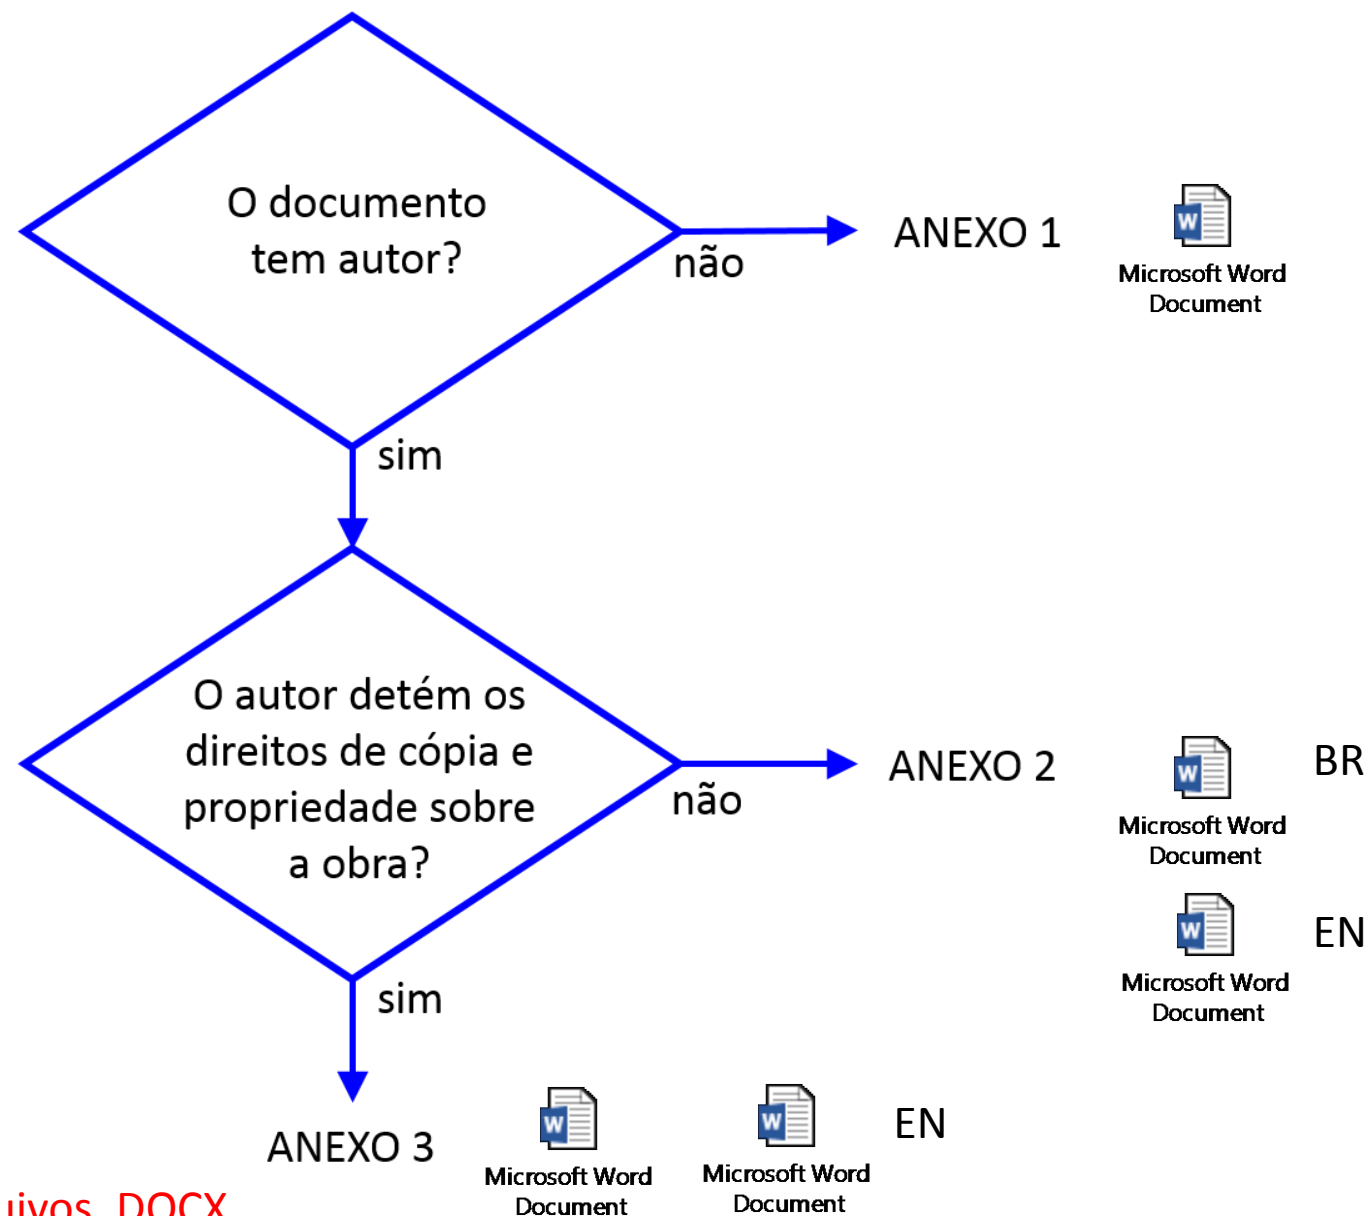 O documento
tem autor?
não
ANEXO 1
Microsoft Word
Document
sim
O autor detém os
direitos de cópia e
propriedade sobre
a obra?
não
ANEXO 2
Microsoft Word
Document
BR
Microsoft Word
Document
EN
sim
ANEXO 3
Microsoft Word
Document
Microsoft Word
Document
EN
DOCX